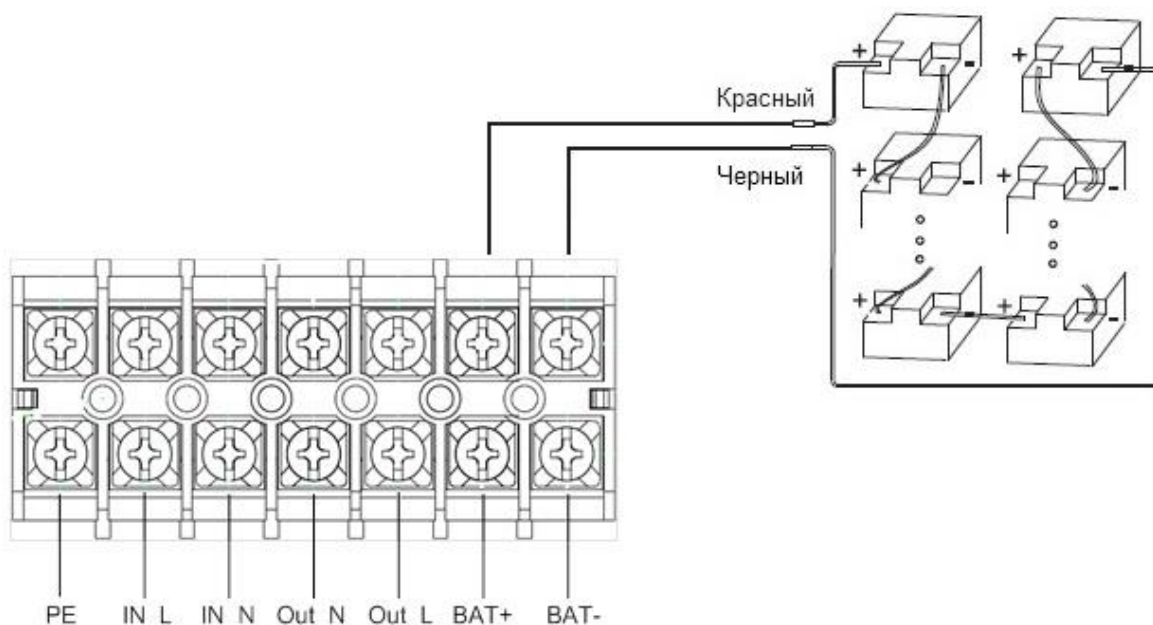 + - + -
Красный
Черный
+ - + -
+ - + -
PE IN L IN N Out N Out L BAT+ BAT-